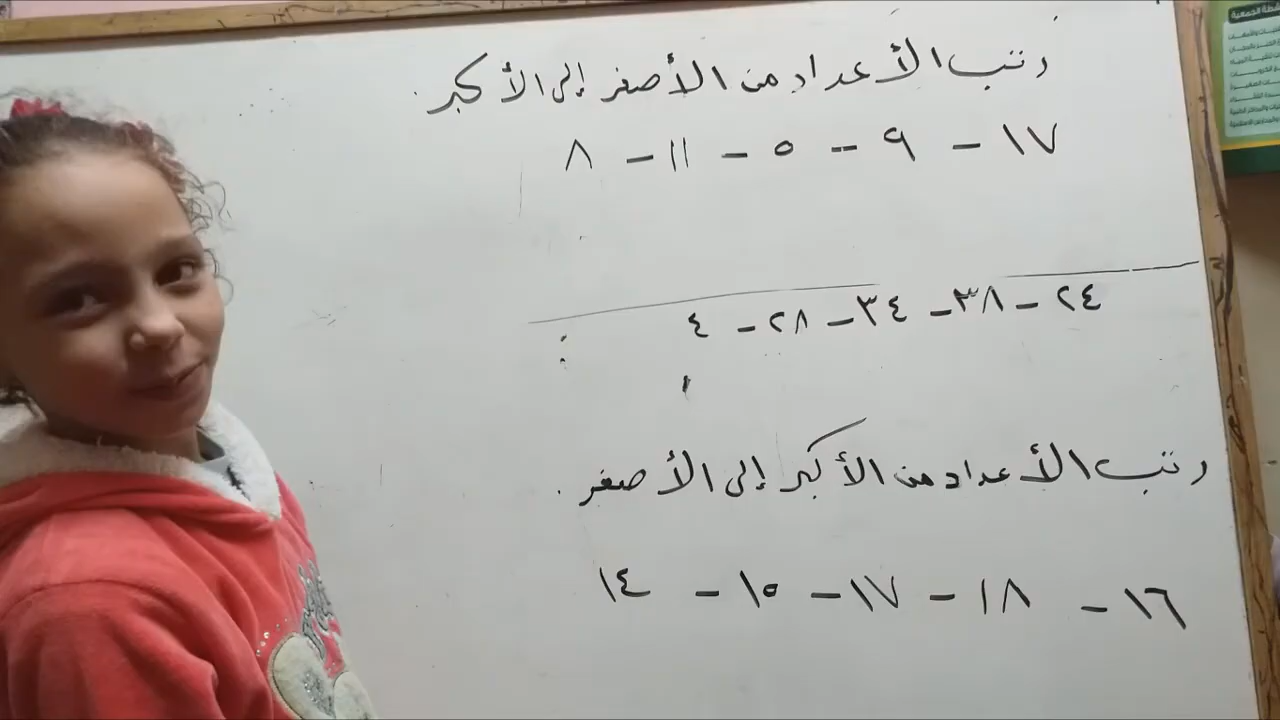 رتب الأعداد من الأصغر إلى الأكبر.
١٧ - ٩ - ٥ - ١١ - ٨
٢٤ - ٣٨ - ٣٤ - ٢٨ - ٤
رتب الأعداد من الأكبر إلى الأصغر.
١٦ - ١٨ - ١٧ - ١٥ - ١٤